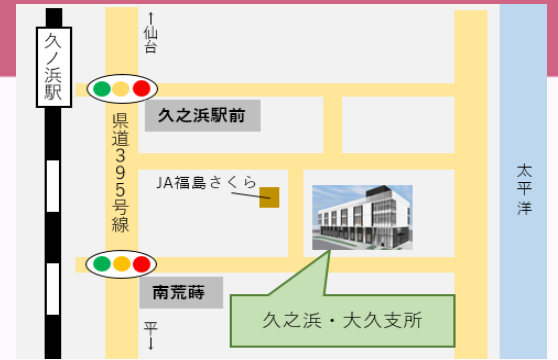 ↑仙台
久ノ浜駅
久之浜駅前
県道395号線
JA福島さくら
太平洋
南荒蒔
久之浜・大久支所
平↓